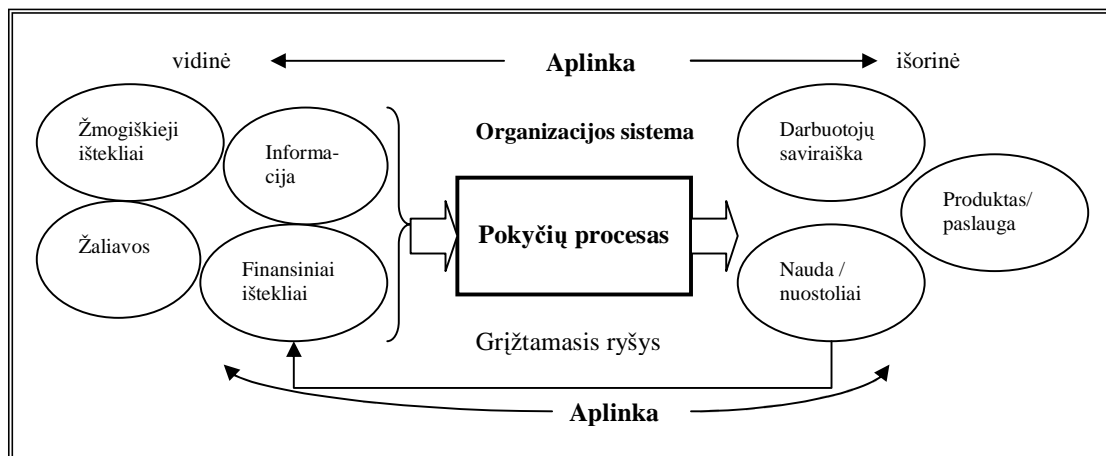 vidinė
Aplinka
išorinė
Žmogiškieji
ištekliai
Informa-
cija
Žaliavos
Finansiniai
ištekliai
Organizacijos sistema
Pokyčių procesas
Darbuotojų
saviraiška
Produktas/
paslauga
Nauda /
nuostoliai
Grįžtamasis ryšys
Aplinka